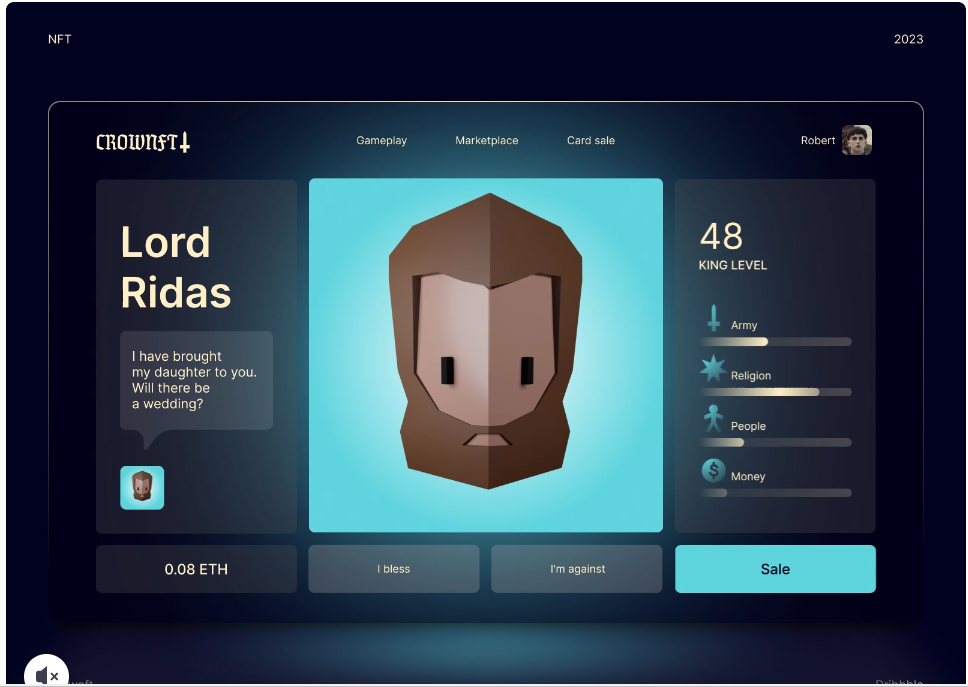 NFT
2023
CROWNFT
Gameplay
Marketplace
Card sale
Robert
Lord
Ridas
I have brought
my daughter to you.
Will there be
a wedding?
48
KING LEVEL
Army
Religion
People
$
Money
0.08 ETH
I bless
I'm against
Sale